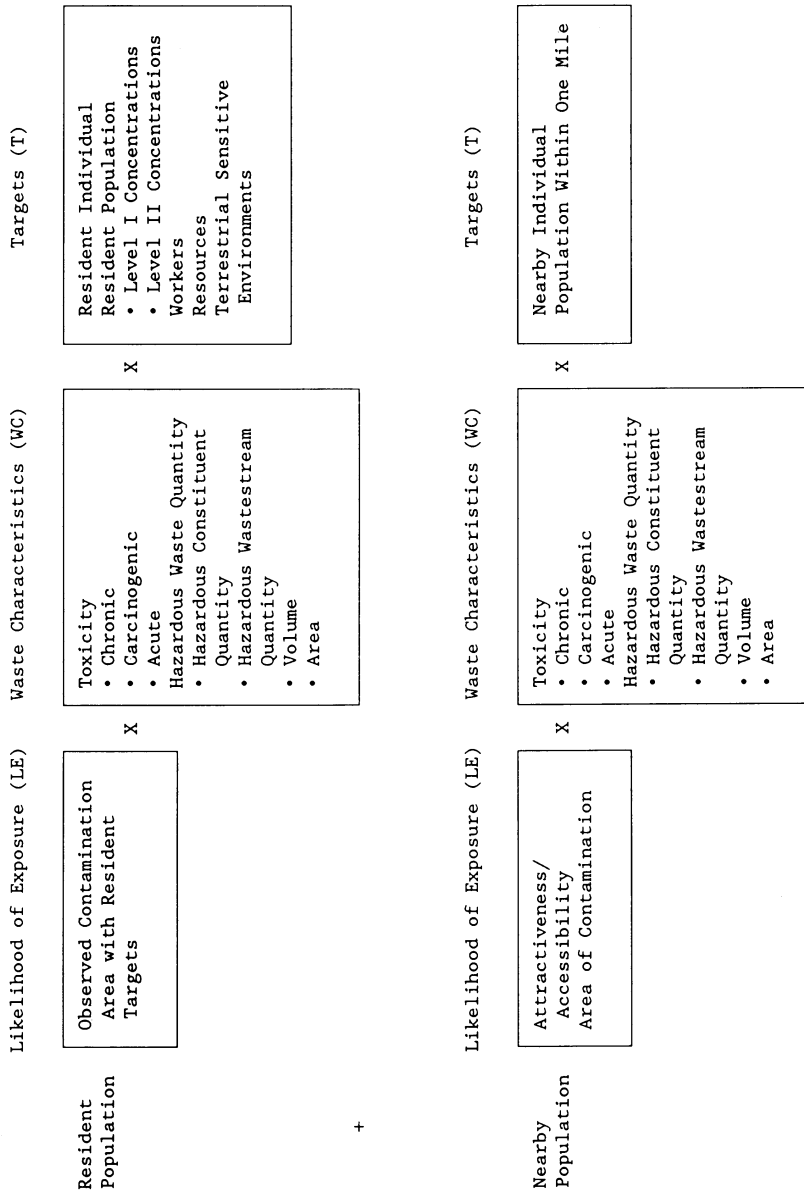 Likelihood of Exposure (LE)
Waste Characteristics (WC)
Targets (T)
Resident
Population
Observed Contamination
Area with Resident
Targets
X
Toxicity
• Chronic
• Carcinogenic
• Acute
Hazardous Waste Quantity
• Hazardous Constituent
Quantity
• Hazardous Wastestream
Quantity
• Volume
• Area
X
Resident Individual
Resident Population
• Level I Concentrations
• Level II Concentrations
Workers
Resources
Terrestrial Sensitive
Environments
+
Likelihood of Exposure (LE)
Waste Characteristics (WC)
Targets (T)
Nearby
Population
Attractiveness/
Accessibility
Area of Contamination
X
Toxicity
• Chronic
• Carcinogenic
• Acute
Hazardous Waste Quantity
• Hazardous Constituent
Quantity
• Hazardous Wastestream
Quantity
• Volume
• Area
X
Nearby Individual
Population Within One Mile